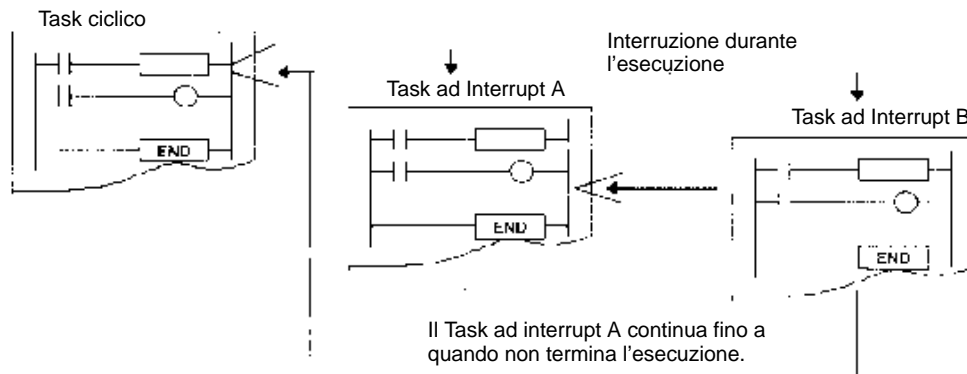 Task ciclico
END
Task ad Interrupt A
END
Interruzione durante
l'esecuzione
Task ad Interrupt B
END
Il Task ad interrupt A continua fino a
quando non termina l'esecuzione.